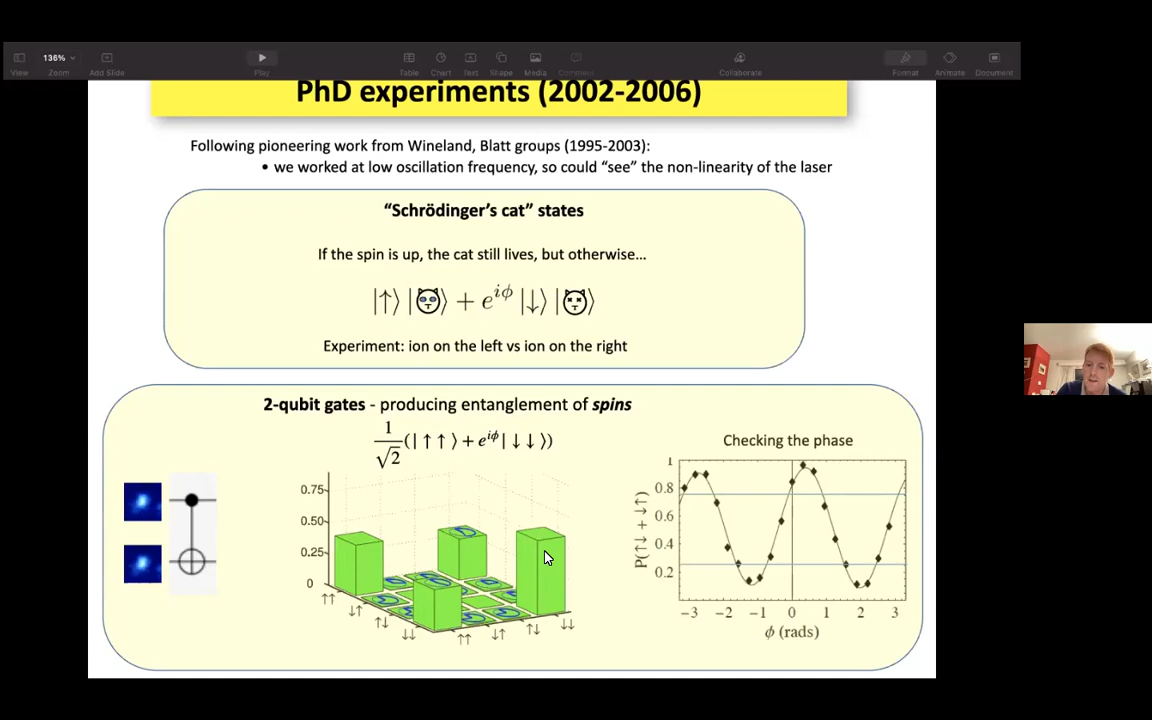 136%
View
Zoom
Add Slide
Play
Table
Chart
Text
Shape
Media
Comment
Collaborate
Format
Animate
Document
PhD experiments (2002-2006)
Following pioneering work from Wineland, Blatt groups (1995-2003):
• we worked at low oscillation frequency, so could “see” the non-linearity of the laser
“Schrödinger’s cat” states
If the spin is up, the cat still lives, but otherwise...
|↑⟩|⟩ + e^{iϕ} |↓⟩|⟩
Experiment: ion on the left vs ion on the right
2-qubit gates - producing entanglement of spins
1/√2 (|↑↑⟩ + e^{iϕ}|↓↓⟩)
0.75
0.50
0.25
0
↑↑
↓↑
↑↓
↓↓
↑↑
↓↑
↑↓
↓↓
Checking the phase
P(↑↓ + ↓↑)
1
0.8
0.6
0.4
0.2
−3 −2 −1 0 1 2 3
ϕ (rads)